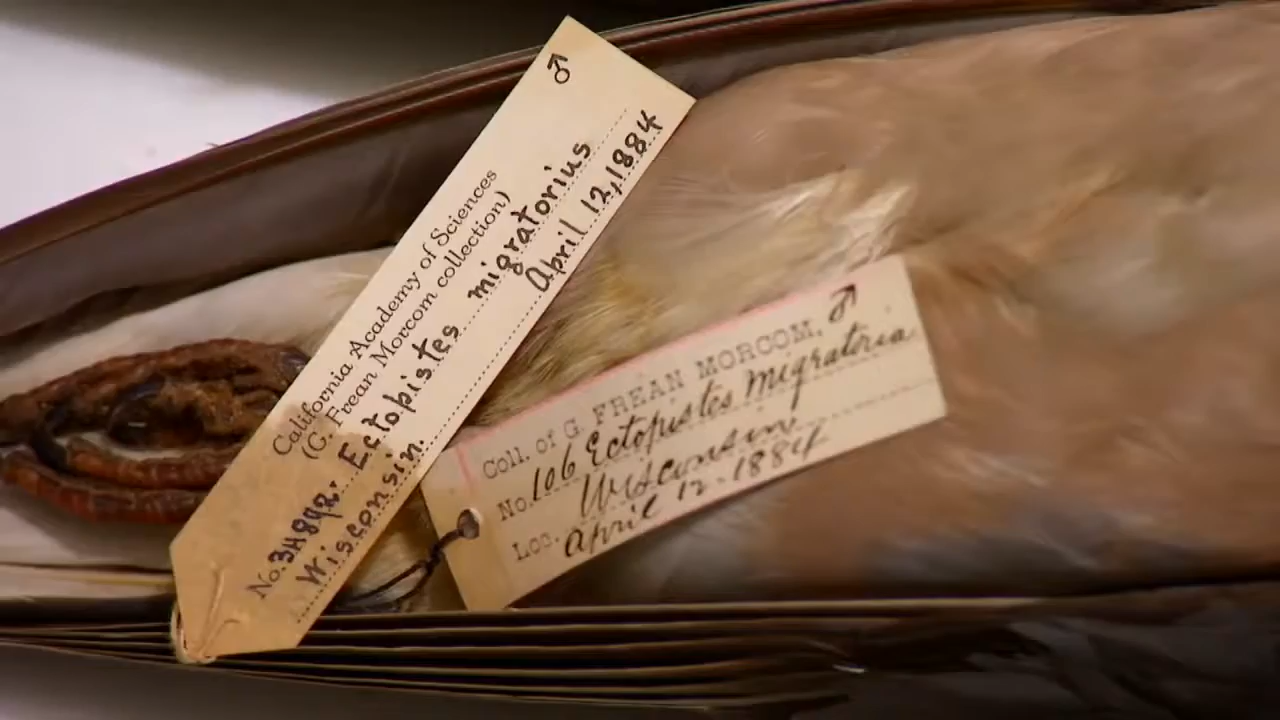 ♂
California Academy of Sciences
(G. Frean Morcom collection)
No. 34892. Ectopistes migratorius
Wisconsin. April 12, 1884
Coll. of G. FREAN MORCOM. ♂
No. 106 Ectopistes migratoria
Loc. Wisconsin
April 12-1884